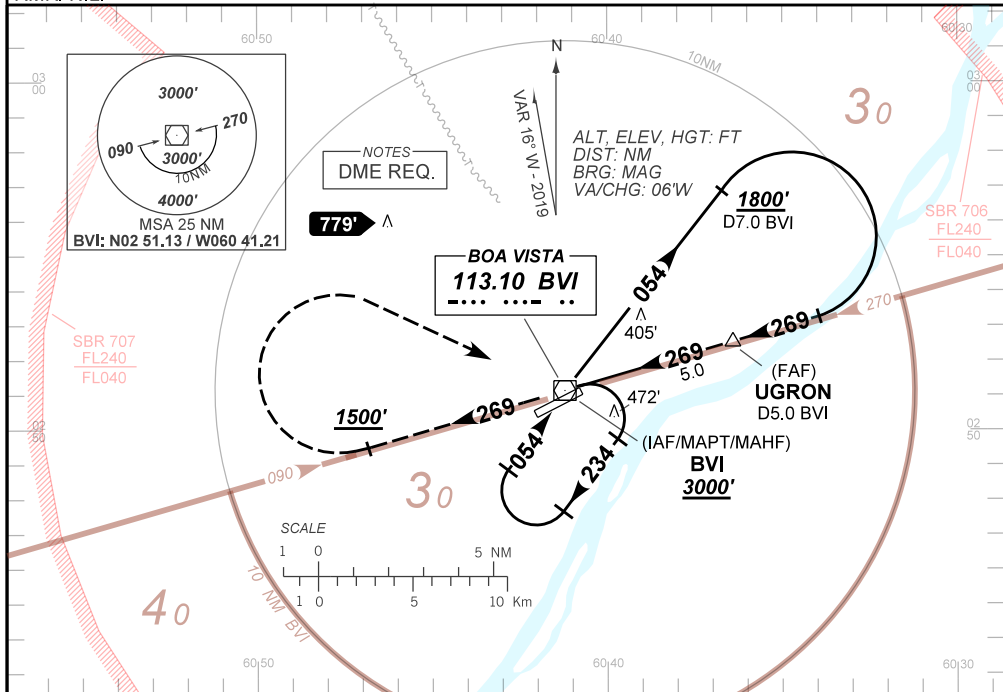 60 50
60 40
60 30
03 00
03 00
02 50
02 50
60 50
60 40
60 30
3000'
090
270
3000'
10NM
4000'
MSA 25 NM
BVI: N02 51.13 / W060 41.21
NOTES
DME REQ.
779'
N
VAR 16° W - 2019
10NM
ALT, ELEV, HGT: FT
DIST: NM
BRG: MAG
VA/CHG: 06'W
30
1800'
D7.0 BVI
SBR 706
FL240
FL040
BOA VISTA
113.10 BVI
054
405'
270
269
269
5.0
(FAF)
UGRON
D5.0 BVI
SBR 707
FL240
FL040
1500'
269
472'
(IAF/MAPT/MAHF)
BVI
3000'
054
234
090
30
SCALE
1 0 5 NM
1 0 5 10 Km
10 NM BVI
40